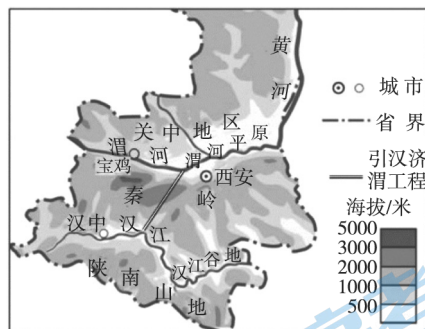 黄河
关中地区
渭河平原
渭河
宝鸡
西安
秦岭
汉中
汉江
汉江谷地
陕南山地
城市
省界
引汉济
渭工程
海拔/米
5000
3000
2000
1000
500